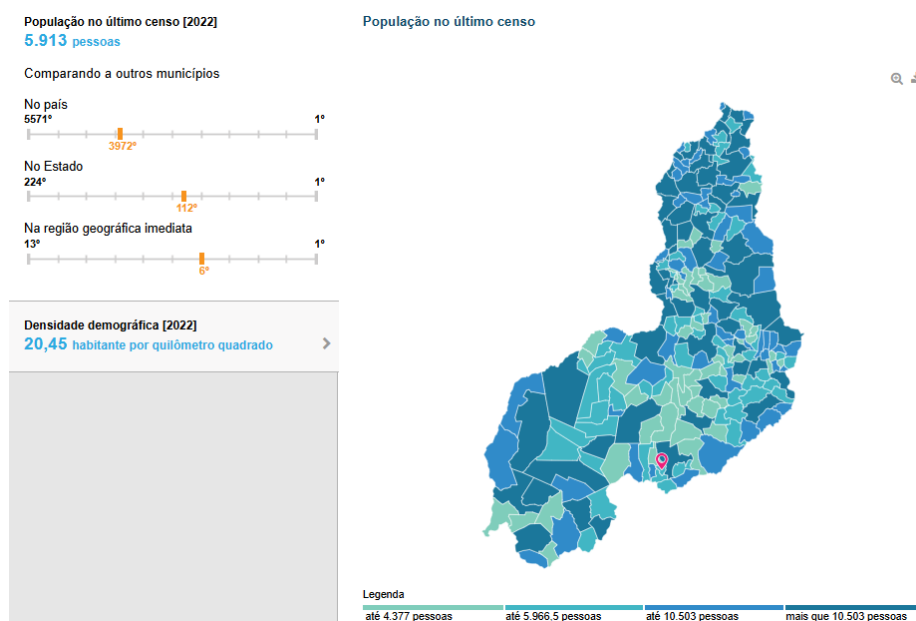 População no último censo [2022]
5.913 pessoas
Comparando a outros municípios
No país
5571º 1º
3972º
No Estado
224º 1º
112º
Na região geográfica imediata
13º 1º
6º
Densidade demográfica [2022]
20,45 habitante por quilômetro quadrado
População no último censo
Legenda
até 4.377 pessoas até 5.966,5 pessoas até 10.503 pessoas mais que 10.503 pessoas